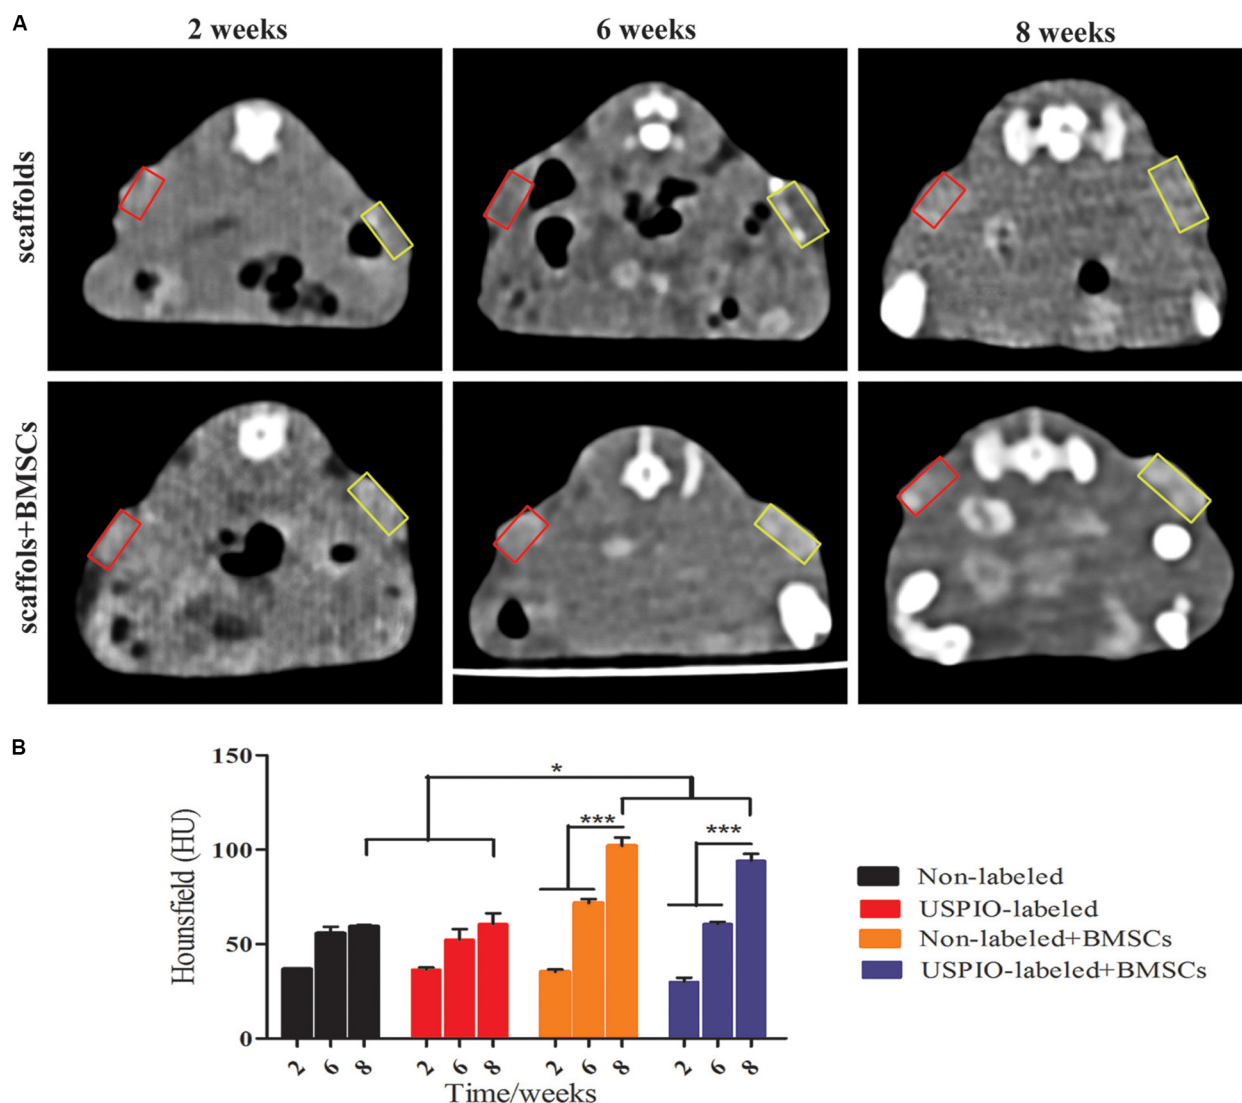 A
2 weeks
6 weeks
8 weeks
scaffolds
scaffols+BMSCs
B
Hounsfield (HU)
150
100
50
0
*
***
***
2 6 8 2 6 8 2 6 8 2 6 8
Time/weeks
Non-labeled
USPIO-labeled
Non-labeled+BMSCs
USPIO-labeled+BMSCs